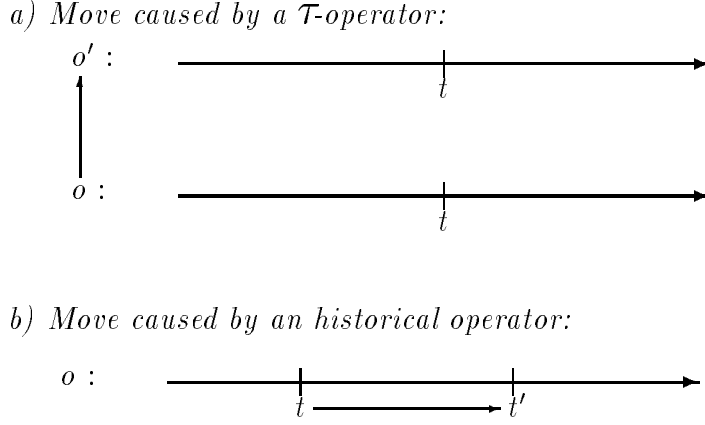 a) Move caused by a 𝒯-operator:
o′ :
t
o :
t
b) Move caused by an historical operator:
o :
t t′